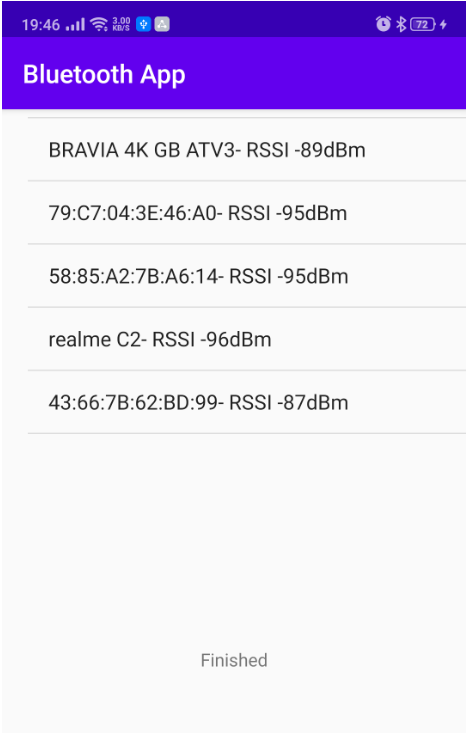 19:46 3.00 KB/S 72
Bluetooth App
BRAVIA 4K GB ATV3- RSSI -89dBm
79:C7:04:3E:46:A0- RSSI -95dBm
58:85:A2:7B:A6:14- RSSI -95dBm
realme C2- RSSI -96dBm
43:66:7B:62:BD:99- RSSI -87dBm
Finished